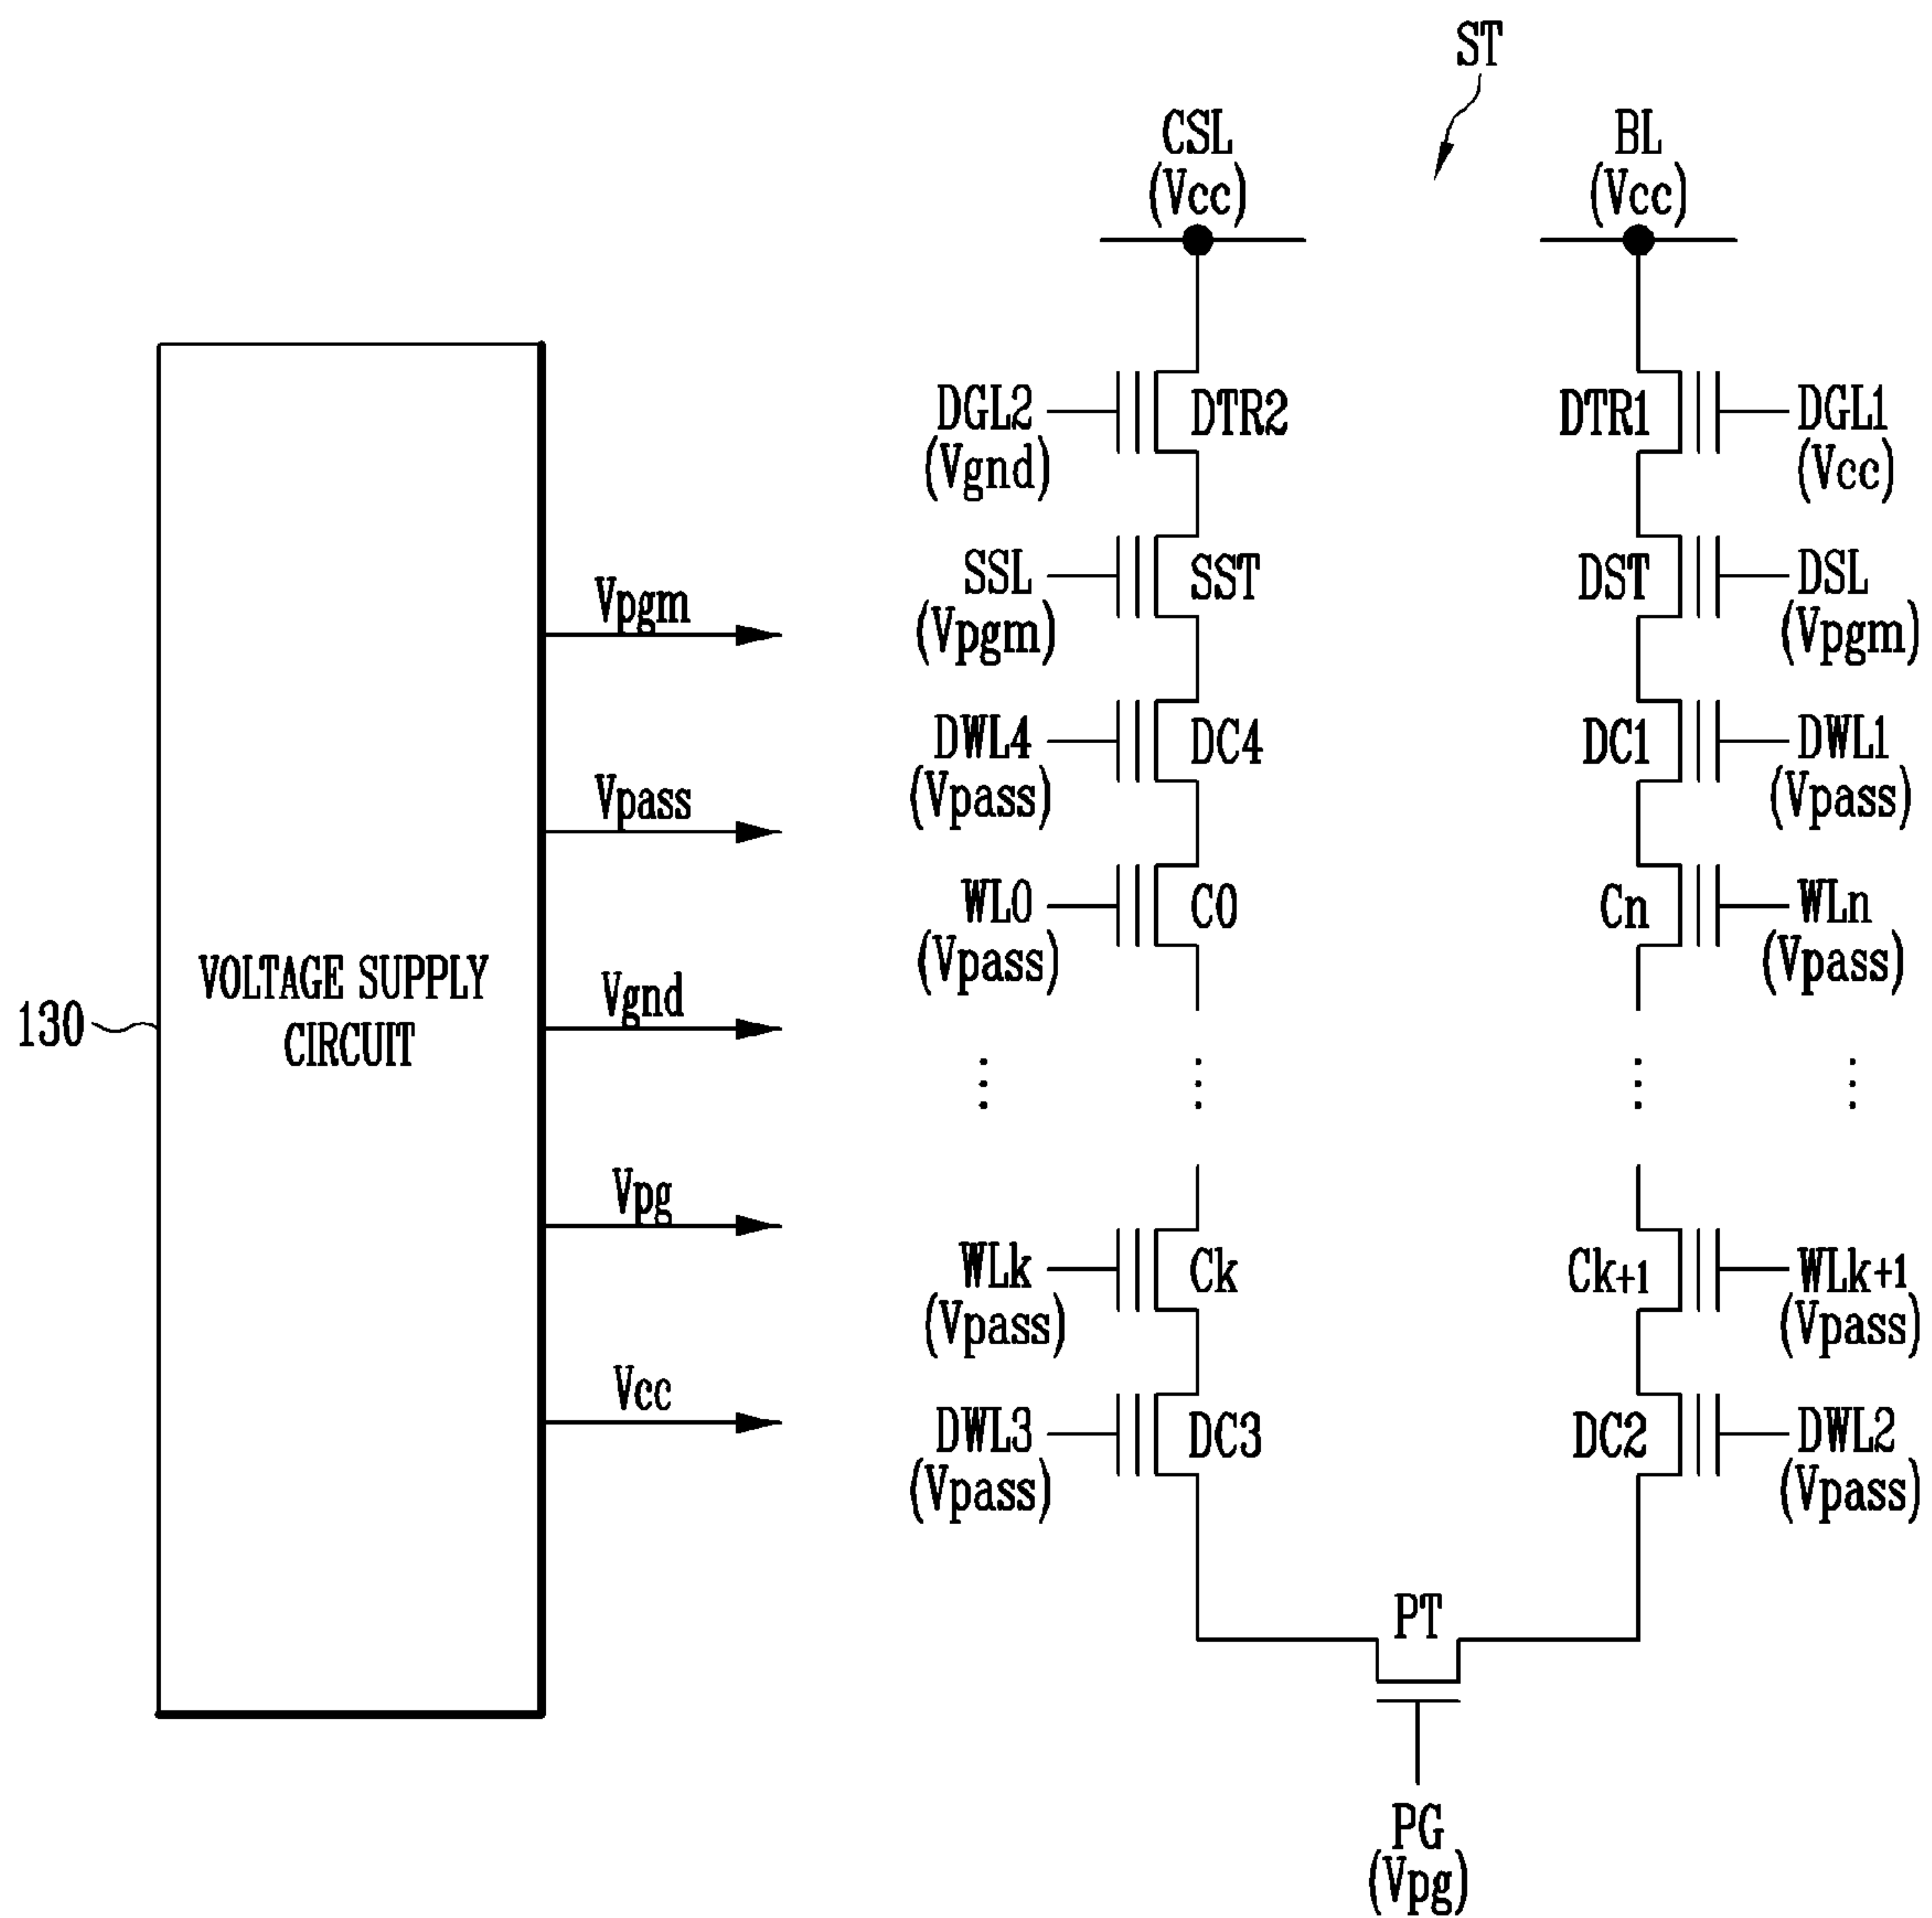 ST
CSL
(Vcc)
BL
(Vcc)
DGL2
(Vgnd)
DTR2
DTR1
DGL1
(Vcc)
SSL
(Vpgm)
SST
DST
DSL
(Vpgm)
DWL4
(Vpass)
DC4
DC1
DWL1
(Vpass)
WL0
(Vpass)
C0
Cn
WLn
(Vpass)
WLk
(Vpass)
Ck
Ck+1
WLk+1
(Vpass)
DWL3
(Vpass)
DC3
DC2
DWL2
(Vpass)
PT
PG
(Vpg)
130
VOLTAGE SUPPLY
CIRCUIT
Vpgm
Vpass
Vgnd
Vpg
Vcc